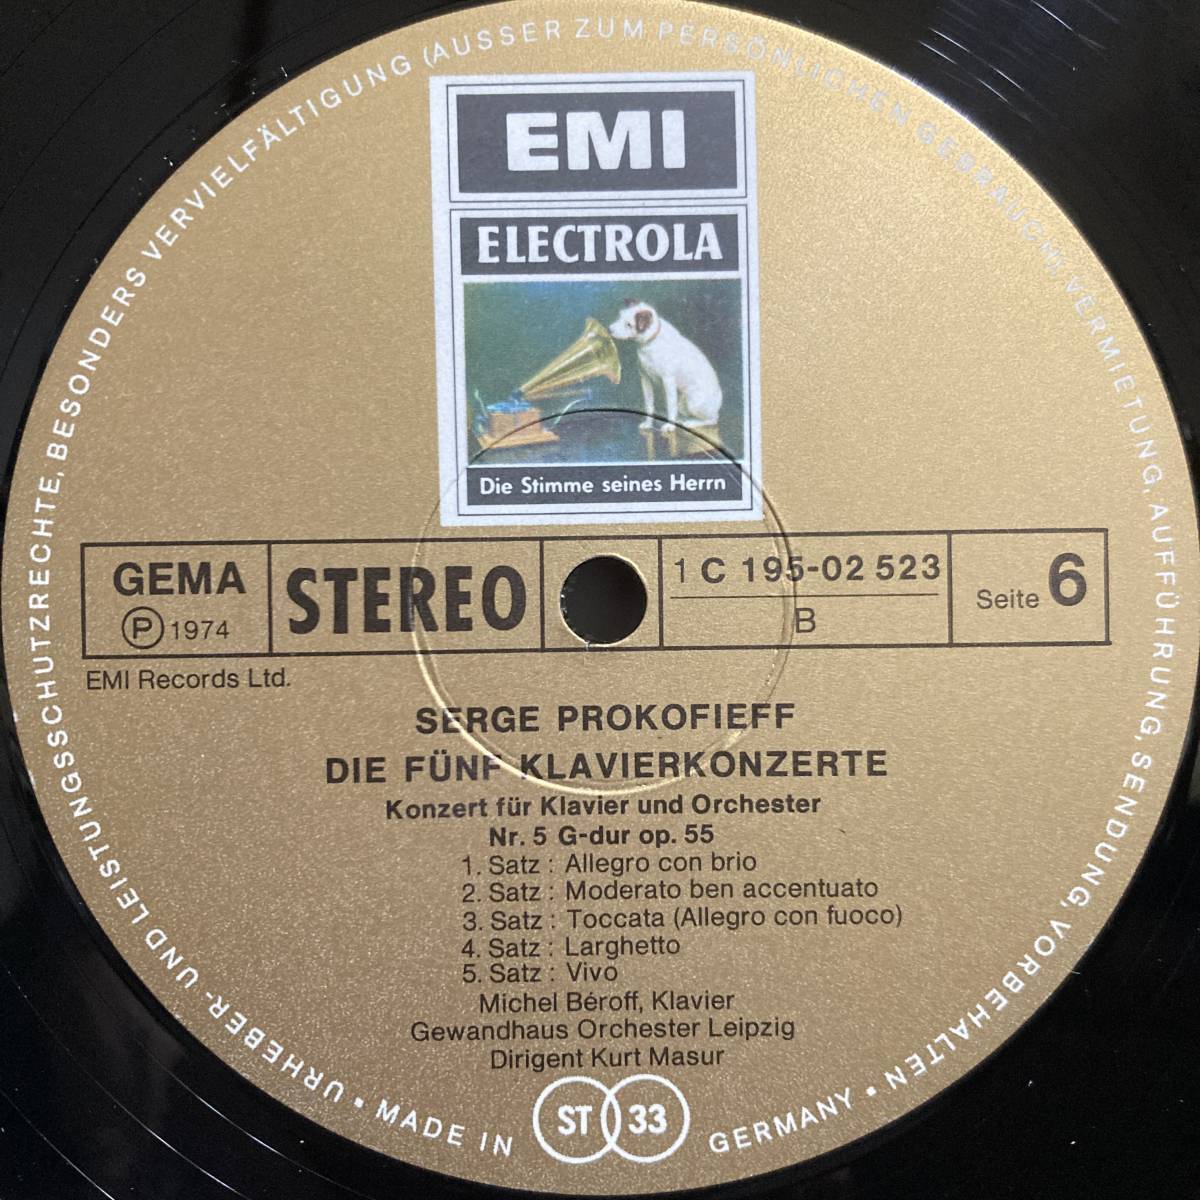 EMI
ELECTROLA
Die Stimme seines Herrn
GEMA
Ⓟ 1974
STEREO
1 C 195-02 523
B
Seite 6
EMI Records Ltd.
SERGE PROKOFIEFF
DIE FÜNF KLAVIERKONZERTE
Konzert für Klavier und Orchester
Nr. 5 G-dur op. 55
1. Satz : Allegro con brio
2. Satz : Moderato ben accentuato
3. Satz : Toccata (Allegro con fuoco)
4. Satz : Larghetto
5. Satz : Vivo
Michel Béroff, Klavier
Gewandhaus Orchester Leipzig
Dirigent Kurt Masur
ST 33
URHEBER- UND LEISTUNGSSCHUTZRECHTE, BESONDERS VERVIELFÄLTIGUNG (AUSSER ZUM PERSÖNLICHEN GEBRAUCH), VERMIETUNG, AUFFÜHRUNG, SENDUNG, VORBEHALTEN • MADE IN GERMANY •